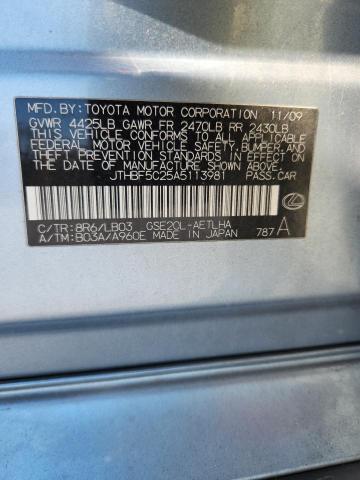 MFD. BY: TOYOTA MOTOR CORPORATION 11/09
GVWR 4425LB GAWR FR 2470LB RR 2430LB
THIS VEHICLE CONFORMS TO ALL APPLICABLE
FEDERAL MOTOR VEHICLE SAFETY, BUMPER, AND
THEFT PREVENTION STANDARDS IN EFFECT ON
THE DATE OF MANUFACTURE SHOWN ABOVE.
JTHBF5C25A5113981 PASS.CAR
C/TR:8R6/LB03 GSE20L-AETLHA
A/TM:B03A/A960E MADE IN JAPAN 787 A